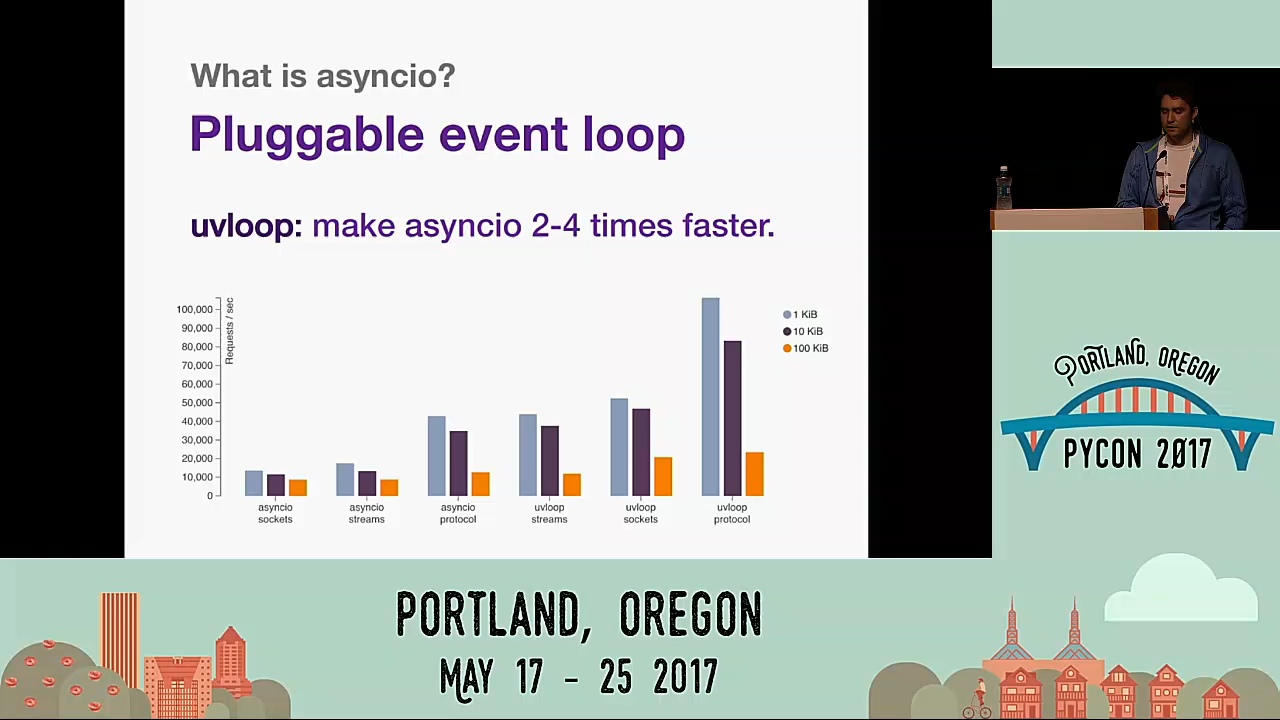 What is asyncio?
Pluggable event loop
uvloop: make asyncio 2-4 times faster.
Requests / sec
100,000
90,000
80,000
70,000
60,000
50,000
40,000
30,000
20,000
10,000
0
asyncio
sockets
asyncio
streams
asyncio
protocol
uvloop
streams
uvloop
sockets
uvloop
protocol
1 KiB
10 KiB
100 KiB
PORTLAND, OREGON
PYCON 2017
PORTLAND, OREGON
MAY 17 - 25 2017